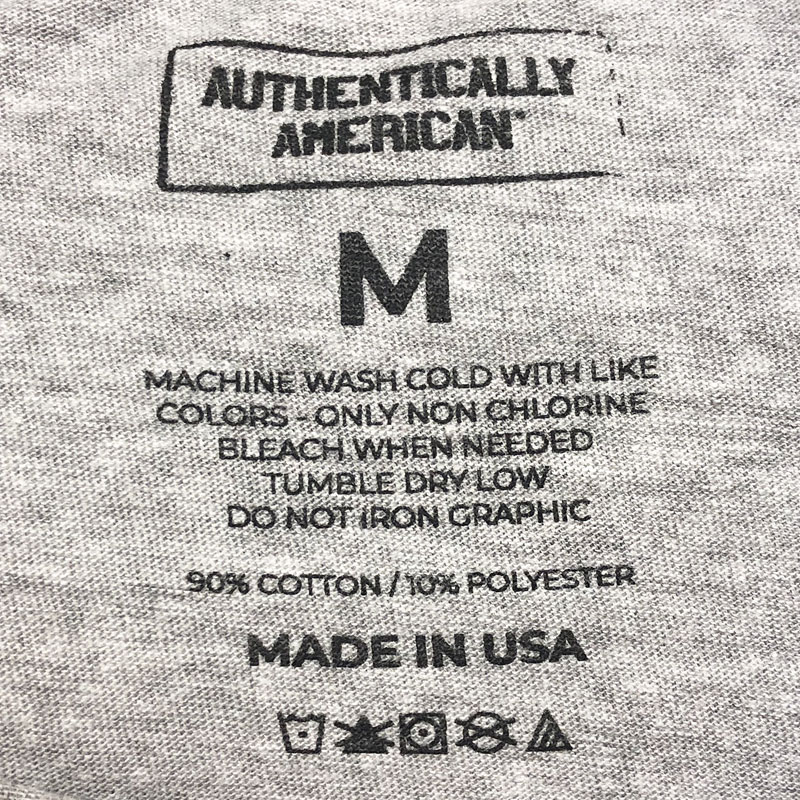 AUTHENTICALLY
AMERICAN™
M
MACHINE WASH COLD WITH LIKE
COLORS - ONLY NON CHLORINE
BLEACH WHEN NEEDED
TUMBLE DRY LOW
DO NOT IRON GRAPHIC
90% COTTON / 10% POLYESTER
MADE IN USA